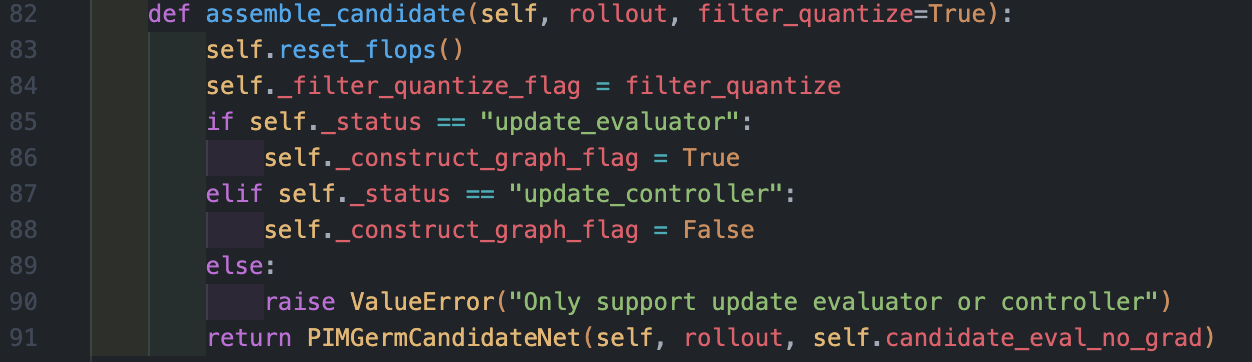 82 def assemble_candidate(self, rollout, filter_quantize=True):
83 self.reset_flops()
84 self._filter_quantize_flag = filter_quantize
85 if self._status == "update_evaluator":
86 self._construct_graph_flag = True
87 elif self._status == "update_controller":
88 self._construct_graph_flag = False
89 else:
90 raise ValueError("Only support update evaluator or controller")
91 return PIMGermCandidateNet(self, rollout, self.candidate_eval_no_grad)